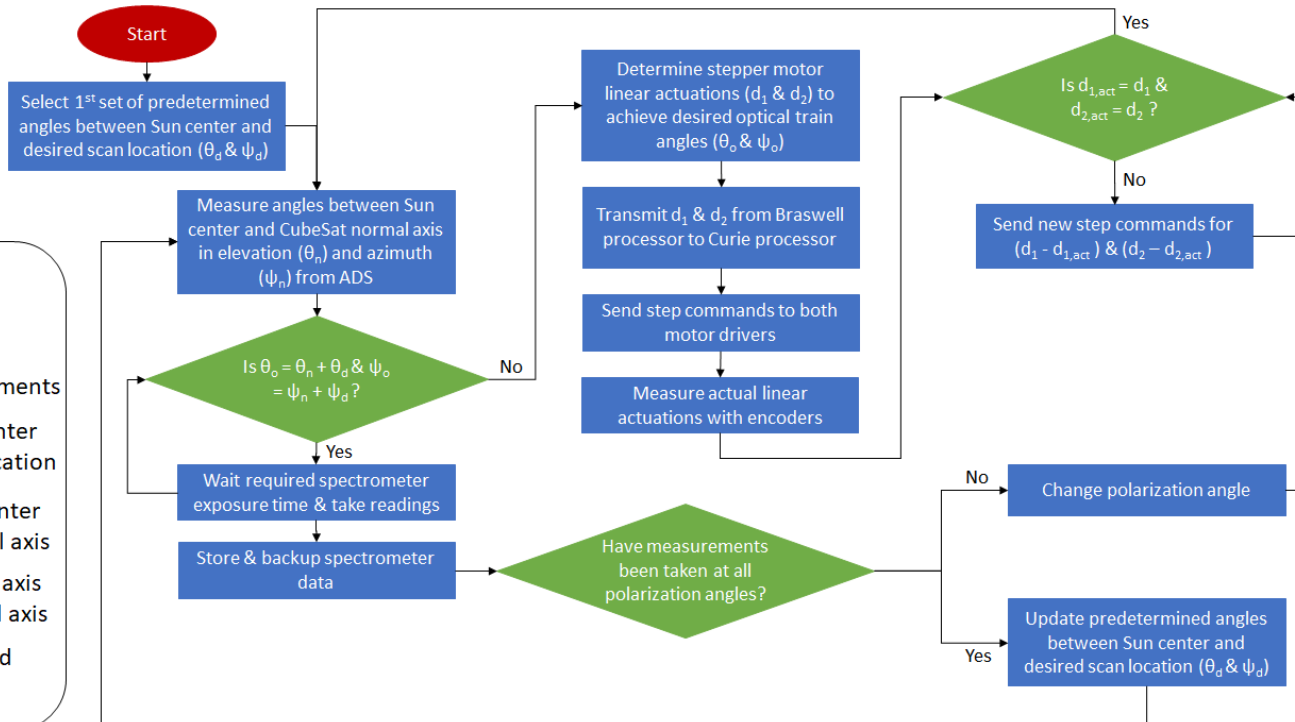 Start
Select 1st set of predetermined
angles between Sun center and
desired scan location (θd & ψd)
Measure angles between Sun
center and CubeSat normal axis
in elevation (θn) and azimuth
(ψn) from ADS
Is θo = θn + θd & ψo
= ψn + ψd ?
No
Yes
Wait required spectrometer
exposure time & take readings
Store & backup spectrometer
data
Determine stepper motor
linear actuations (d1 & d2) to
achieve desired optical train
angles (θo & ψo)
Transmit d1 & d2 from Braswell
processor to Curie processor
Send step commands to both
motor drivers
Measure actual linear
actuations with encoders
Yes
Is d1,act = d1 &
d2,act = d2 ?
No
Send new step commands for
(d1 - d1,act ) & (d2 – d2,act )
Have measurements
been taken at all
polarization angles?
No
Change polarization angle
Yes
Update predetermined angles
between Sun center and
desired scan location (θd & ψd)
axis
axis